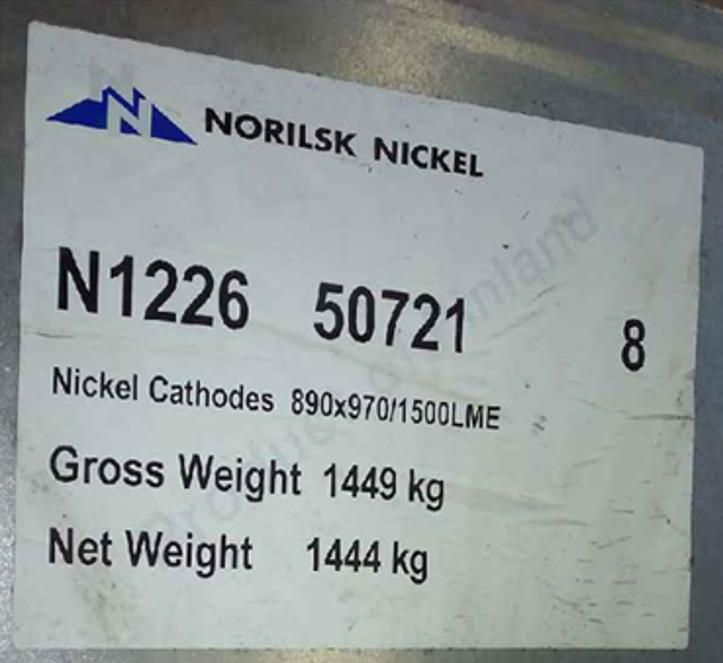 NORILSK NICKEL
N1226 50721 8
Nickel Cathodes 890x970/1500LME
Gross Weight 1449 kg
Net Weight 1444 kg